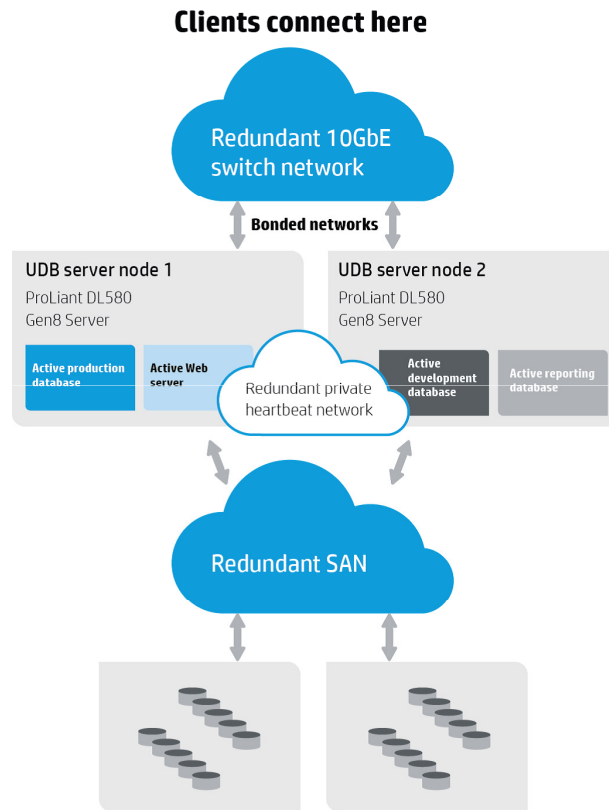 Clients connect here
Redundant 10GbE
switch network
Bonded networks
UDB server node 1
ProLiant DL580
Gen8 Server
Active production
database
Active Web
server
UDB server node 2
ProLiant DL580
Gen8 Server
Active
development
database
Active reporting
database
Redundant private
heartbeat network
Redundant SAN